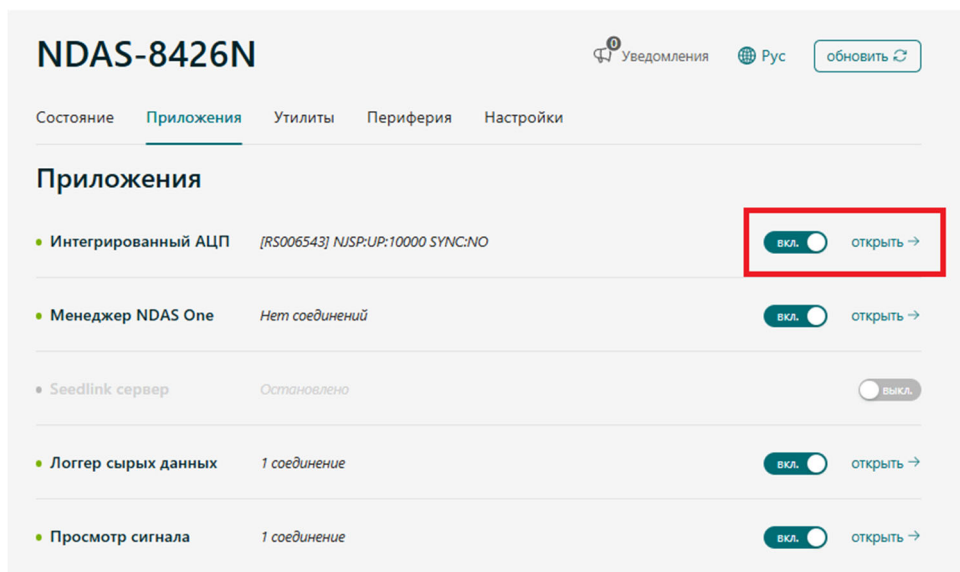 NDAS-8426N
0
Уведомления
Рус
обновить
Состояние Приложения Утилиты Периферия Настройки
Приложения
Интегрированный АЦП [RS006543] NJSP:UP:10000 SYNC:NO вкл. открыть →
Менеджер NDAS One Нет соединений вкл. открыть →
Seedlink сервер Остановлено выкл.
Логгер сырых данных 1 соединение вкл. открыть →
Просмотр сигнала 1 соединение вкл. открыть →